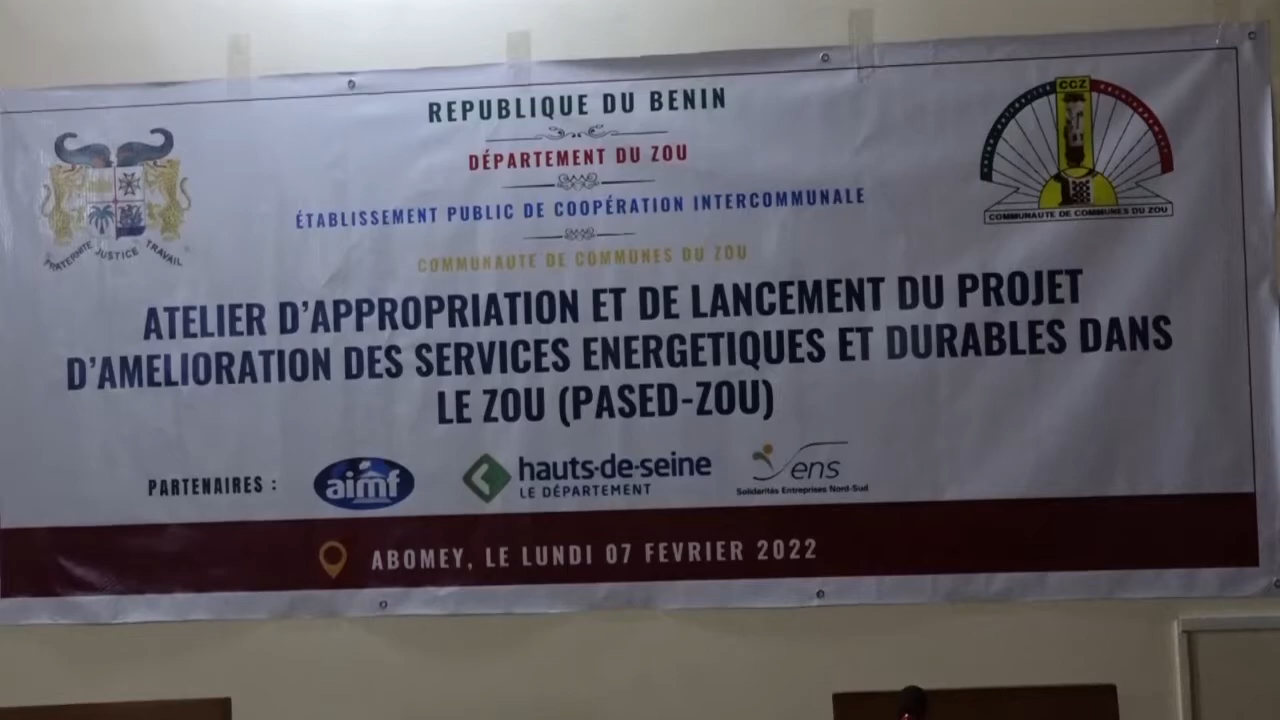 REPUBLIQUE DU BENIN
DÉPARTEMENT DU ZOU
ÉTABLISSEMENT PUBLIC DE COOPÉRATION INTERCOMMUNALE
COMMUNAUTE DE COMMUNES DU ZOU
FRATERNITE JUSTICE TRAVAIL
CCZ
COMMUNAUTE DE COMMUNES DU ZOU
ATELIER D'APPROPRIATION ET DE LANCEMENT DU PROJET
D'AMELIORATION DES SERVICES ENERGETIQUES ET DURABLES DANS
LE ZOU (PASED-ZOU)
PARTENAIRES :
aimf
hauts-de-seine
LE DÉPARTEMENT
Sens
Solidarités Entreprises Nord-Sud
ABOMEY, LE LUNDI 07 FEVRIER 2022